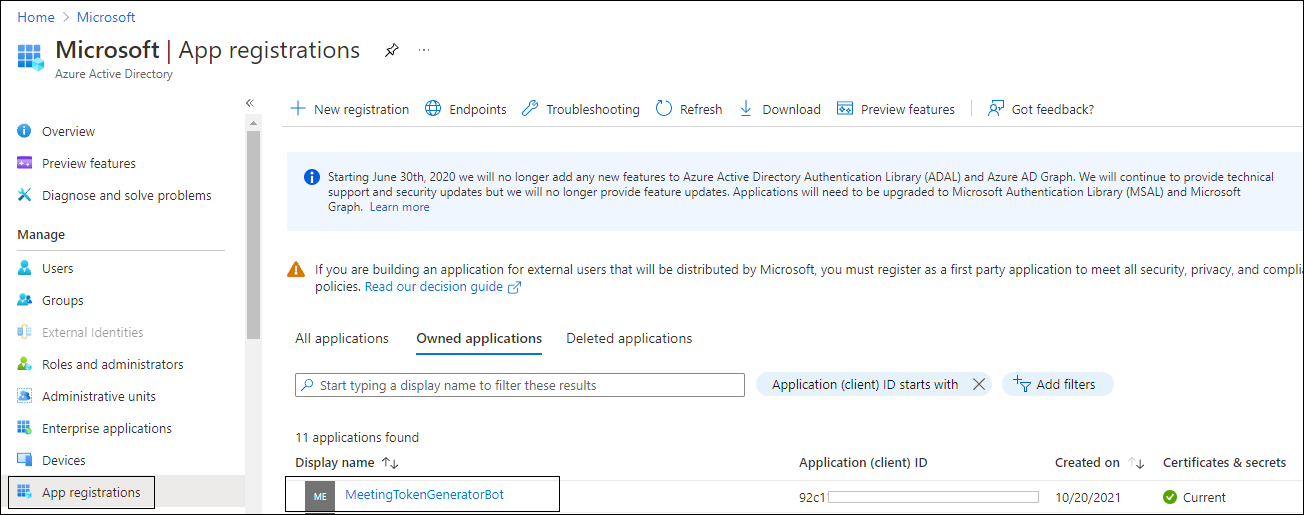 Home > Microsoft
Microsoft | App registrations
Azure Active Directory
Overview
Preview features
Diagnose and solve problems
Manage
Users
Groups
External Identities
Roles and administrators
Administrative units
Enterprise applications
Devices
App registrations
New registration Endpoints Troubleshooting Refresh Download Preview features Got feedback?
Starting June 30th, 2020 we will no longer add any new features to Azure Active Directory Authentication Library (ADAL) and Azure AD Graph. We will continue to provide technical
support and security updates but we will no longer provide feature updates. Applications will need to be upgraded to Microsoft Authentication Library (MSAL) and Microsoft
Graph. Learn more
If you are building an application for external users that will be distributed by Microsoft, you must register as a first party application to meet all security, privacy, and compli
policies. Read our decision guide
All applications Owned applications Deleted applications
Start typing a display name to filter these results Application (client) ID starts with Add filters
11 applications found
Display name Application (client) ID Created on Certificates & secrets
ME MeetingTokenGeneratorBot 92c1 10/20/2021 Current